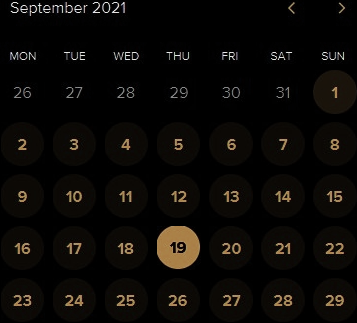 September 2021 < >
MON TUE WED THU FRI SAT SUN
26 27 28 29 30 31 1
2 3 4 5 6 7 8
9 10 11 12 13 14 15
16 17 18 19 20 21 22
23 24 25 26 27 28 29